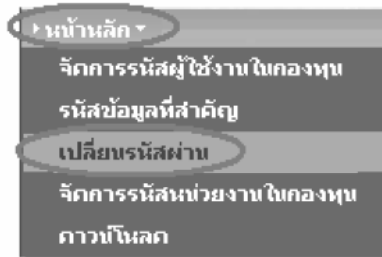 หน้าหลัก
จัดการรหัสผู้ใช้งานในกองทุน
รหัสข้อมูลที่สำคัญ
เปลี่ยนรหัสผ่าน
จัดการรหัสหน่วยงานในกองทุน
ดาวน์โหลด